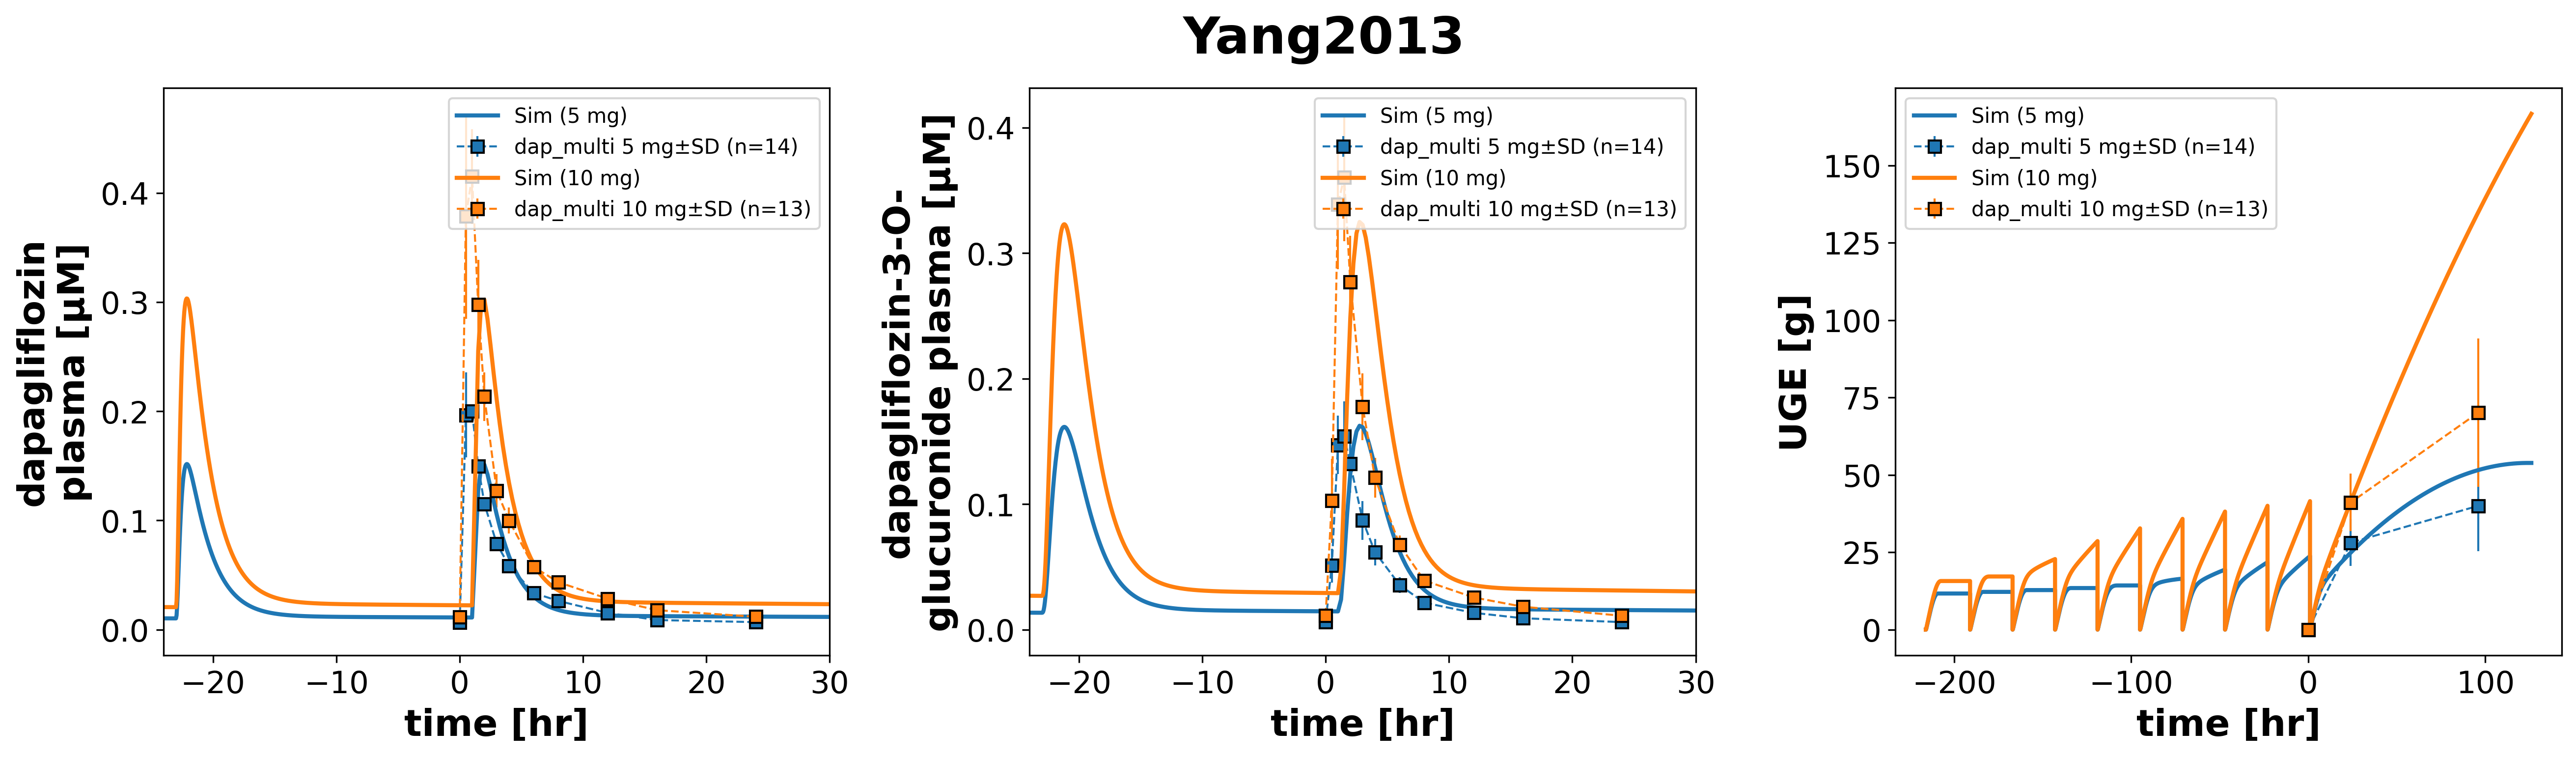 Yang2013
dapagliflozin
plasma [µM]
0.4
0.3
0.2
0.1
0.0
−20
−10
0
10
20
30
time [hr]
Sim (5 mg)
dap_multi 5 mg±SD (n=14)
Sim (10 mg)
dap_multi 10 mg±SD (n=13)
dapagliflozin-3-O-
glucuronide plasma [µM]
0.4
0.3
0.2
0.1
0.0
−20
−10
0
10
20
30
time [hr]
Sim (5 mg)
dap_multi 5 mg±SD (n=14)
Sim (10 mg)
dap_multi 10 mg±SD (n=13)
UGE [g]
150
125
100
75
50
25
0
−200
−100
0
100
time [hr]
Sim (5 mg)
dap_multi 5 mg±SD (n=14)
Sim (10 mg)
dap_multi 10 mg±SD (n=13)